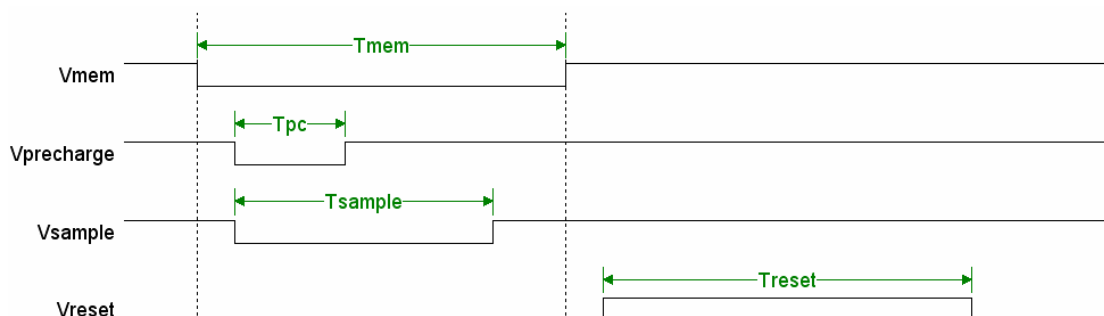 Tmem
Vmem
Tpc
Vprecharge
Tsample
Vsample
Treset
Vreset